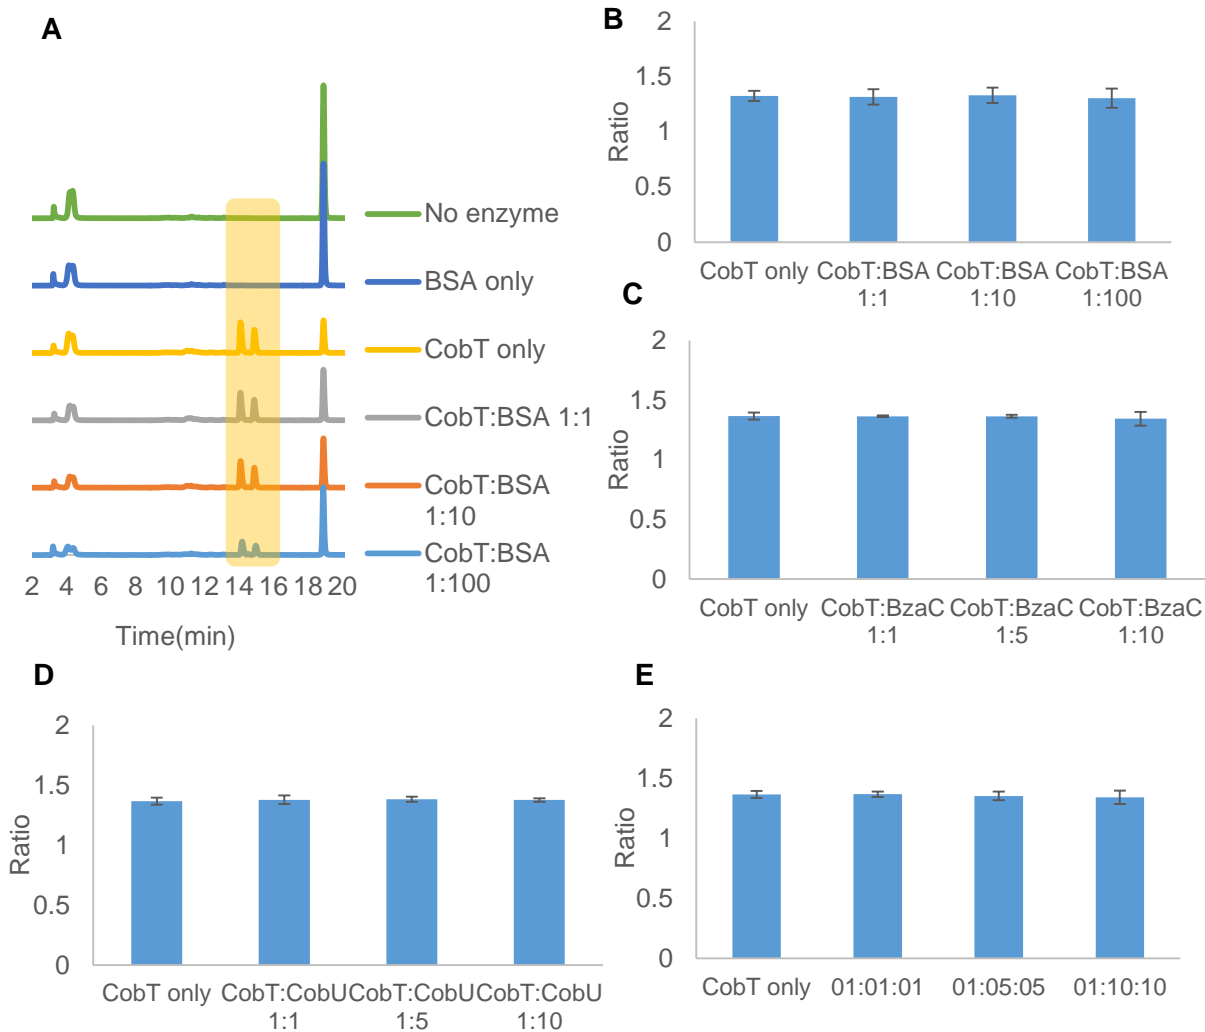 A
No enzyme
BSA only
CobT only
CobT:BSA 1:1
CobT:BSA
1:10
CobT:BSA
1:100
2 4 6 8 10 12 14 16 18 20
Time(min)
B
2
1.5
1
0.5
0
Ratio
CobT only CobT:BSA CobT:BSA CobT:BSA
1:1 1:10 1:100
C
2
1.5
1
0.5
0
Ratio
CobT only CobT:BzaC CobT:BzaC CobT:BzaC
1:1 1:5 1:10
D
2
1.5
1
0.5
0
Ratio
CobT only CobT:CobU CobT:CobU CobT:CobU
1:1 1:5 1:10
E
2
1.5
1
0.5
0
Ratio
CobT only 01:01:01 01:05:05 01:10:10